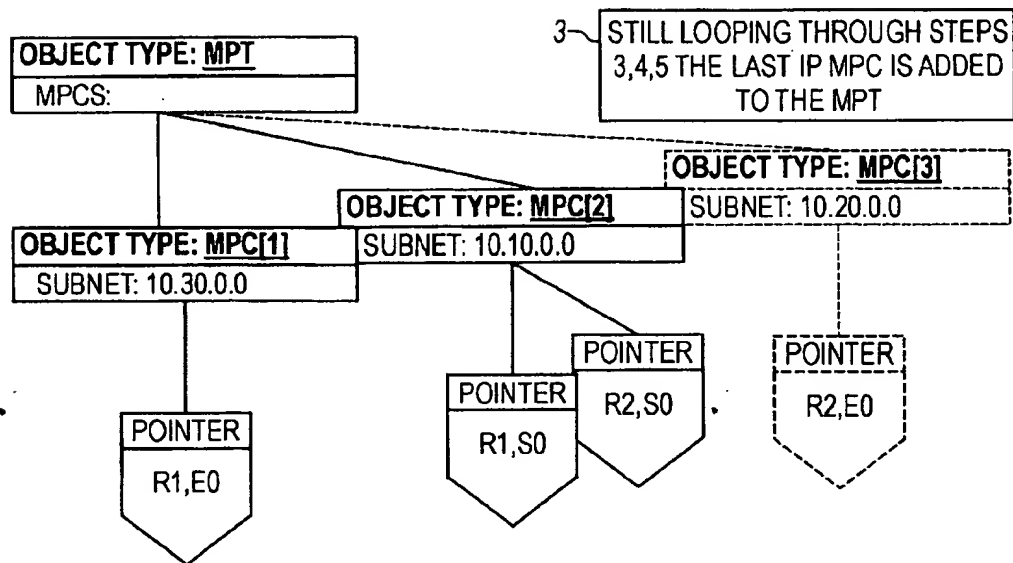 3
STILL LOOPING THROUGH STEPS
3,4,5 THE LAST IP MPC IS ADDED
TO THE MPT
OBJECT TYPE: MPT
MPCS:
OBJECT TYPE: MPC[3]
SUBNET: 10.20.0.0
OBJECT TYPE: MPC[2]
SUBNET: 10.10.0.0
OBJECT TYPE: MPC[1]
SUBNET: 10.30.0.0
POINTER
R1,E0
POINTER
R1,S0
POINTER
R2,S0
POINTER
R2,E0